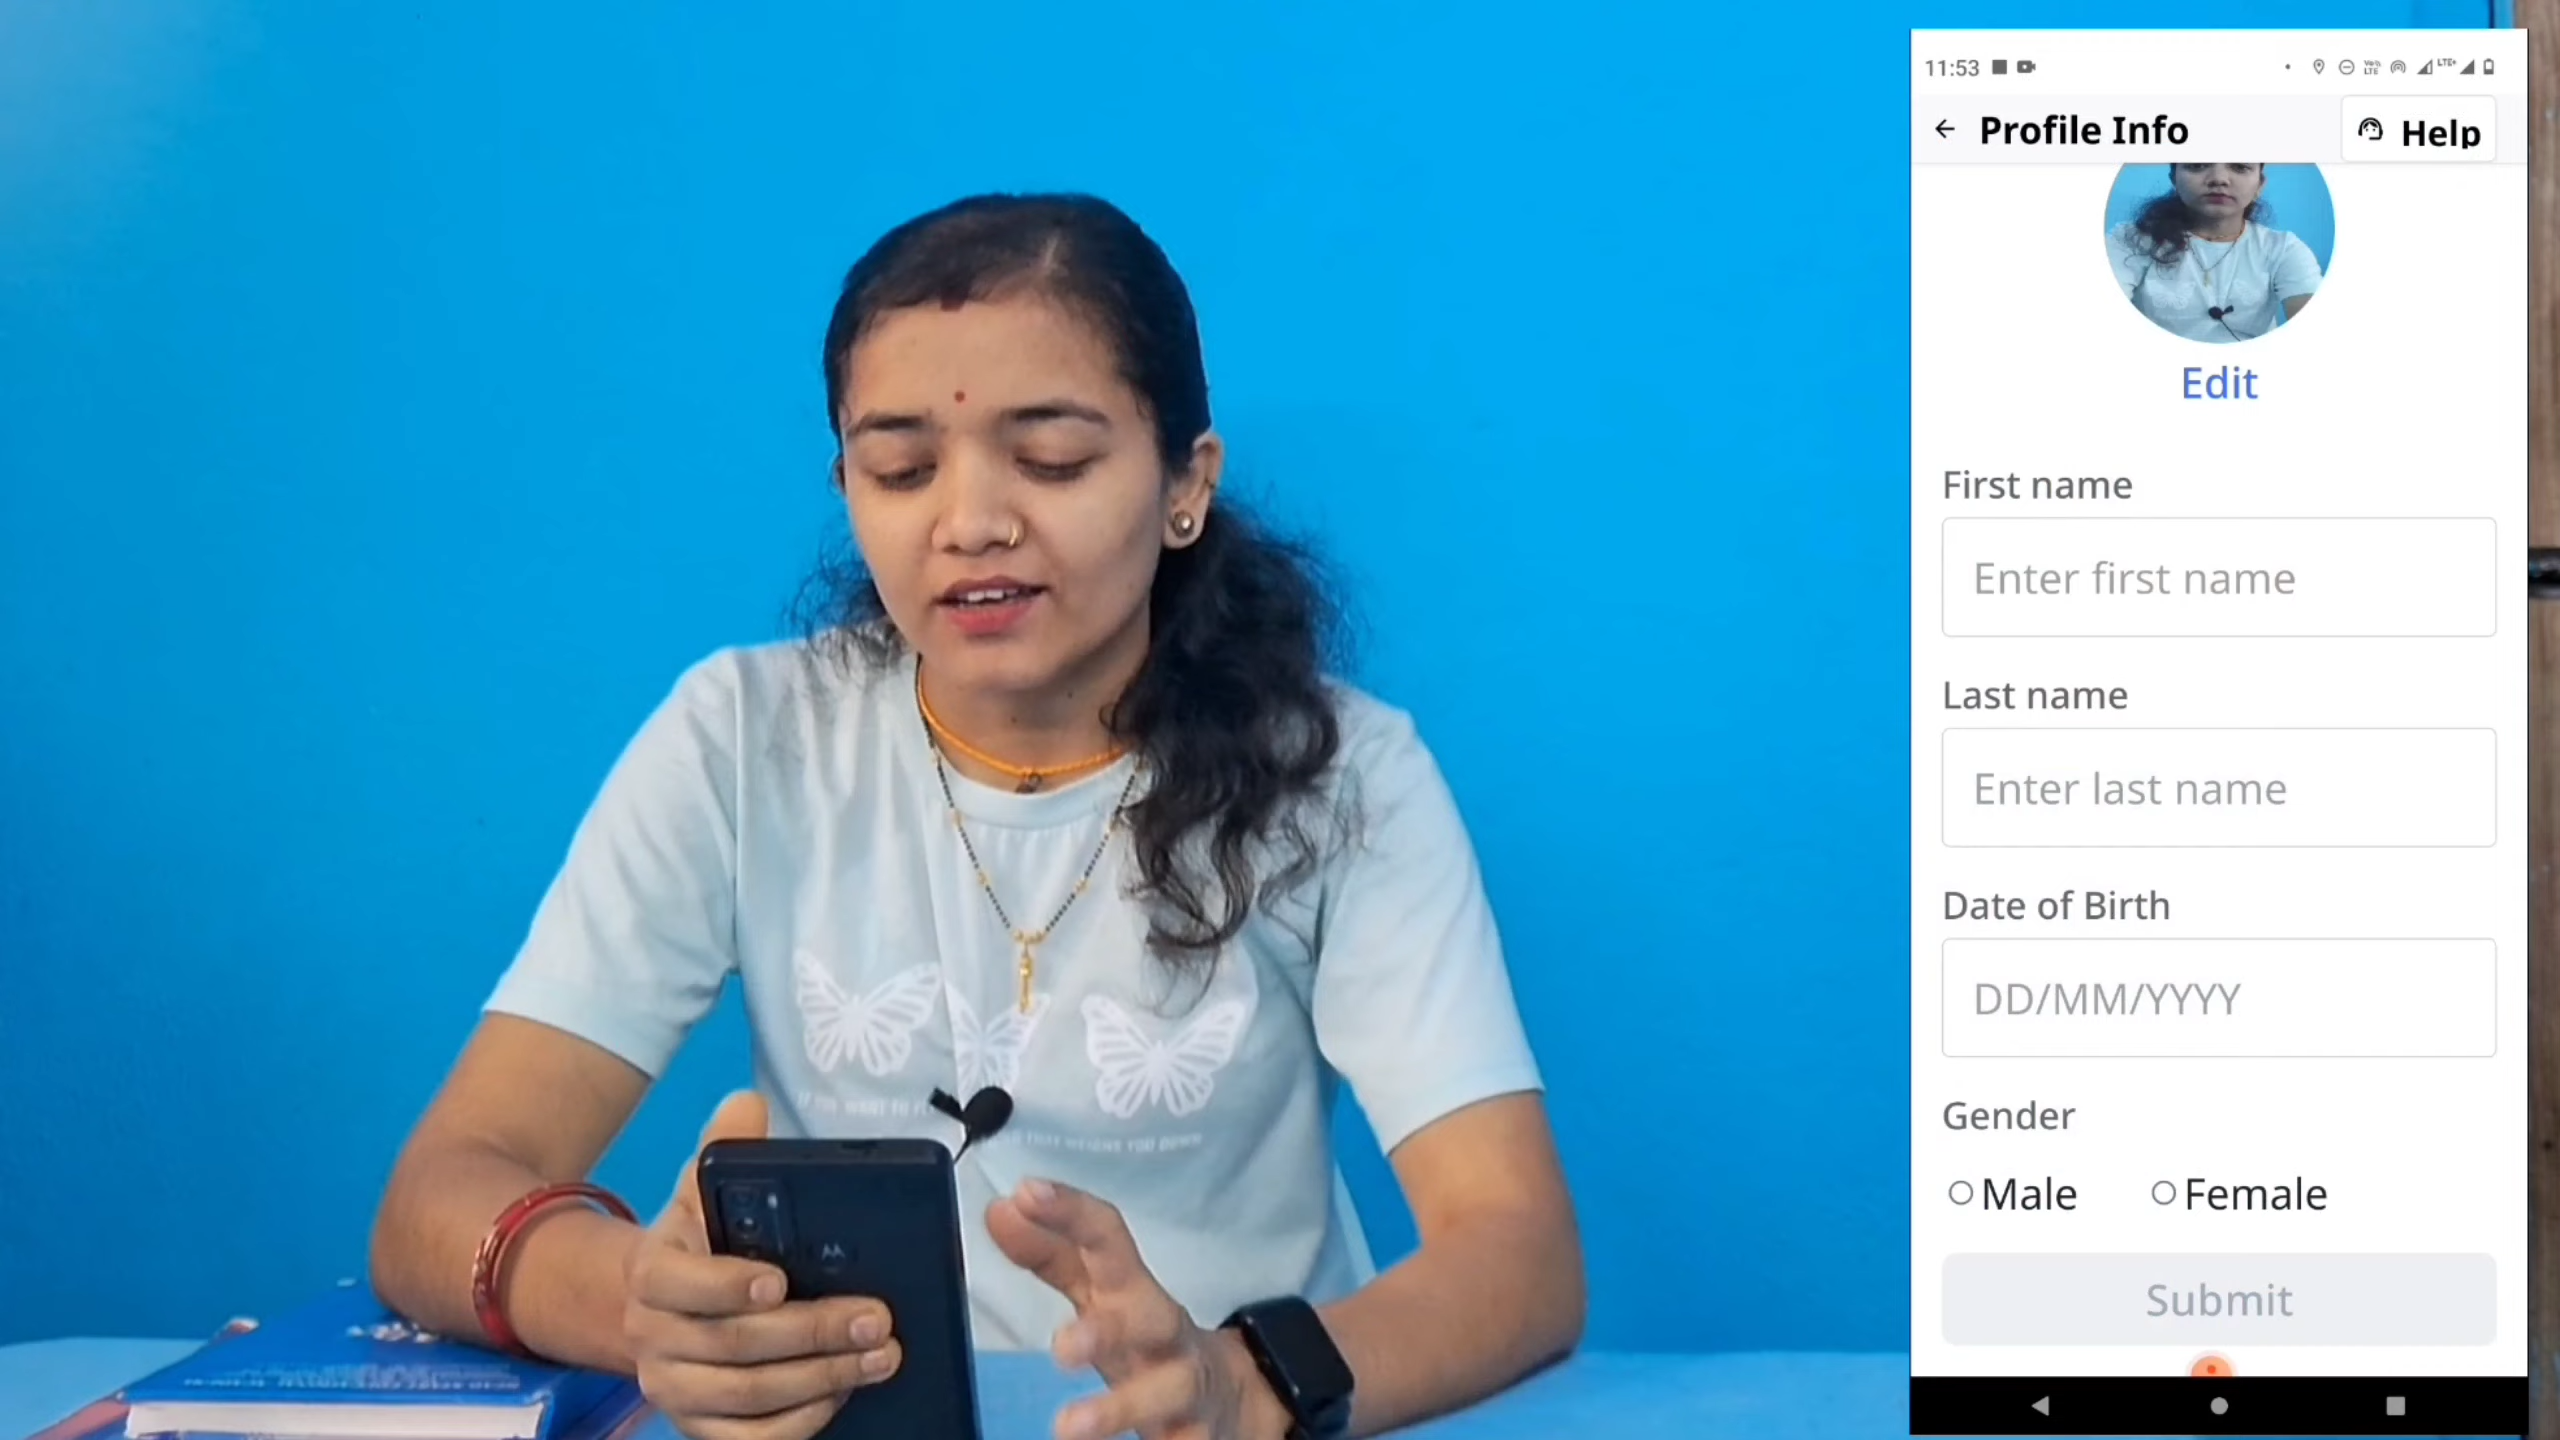 11:53
Profile Info
Help
Edit
First name
Enter first name
Last name
Enter last name
Date of Birth
DD/MM/YYYY
Gender
Male
Female
Submit